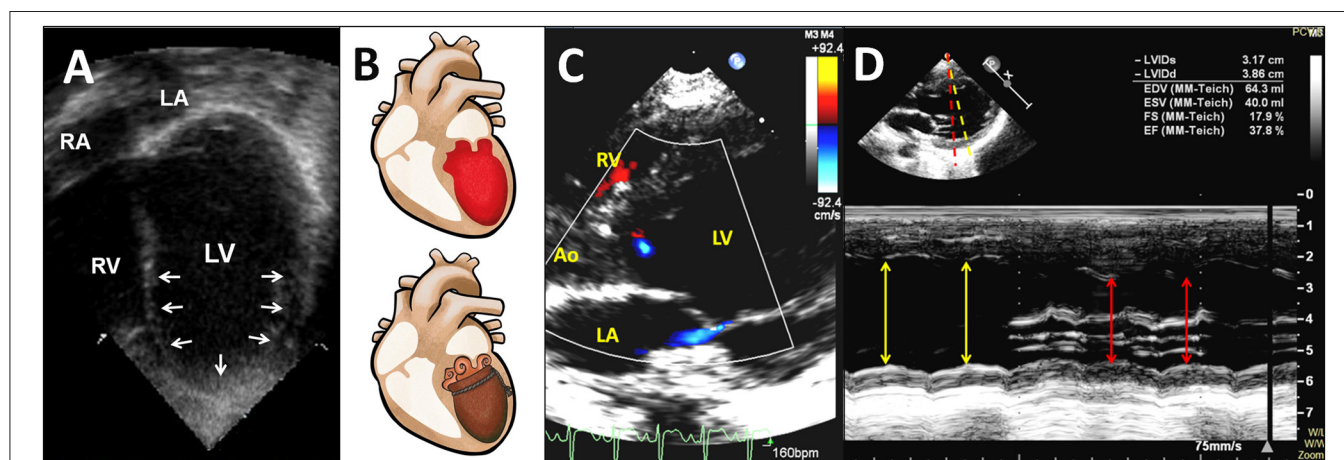 A
LA
RA
RV
LV
B
C
M3 M4
+92.4
P
-92.4
cm/s
RV
LV
Ao
LA
160bpm
D
P
X
LVIDs 3.17 cm
LVIDd 3.86 cm
EDV (MM-Teich) 64.3 ml
ESV (MM-Teich) 40.0 ml
FS (MM-Teich) 17.9 %
EF (MM-Teich) 37.8 %
0
1
2
3
4
5
6
7
75mm/s
Zoom